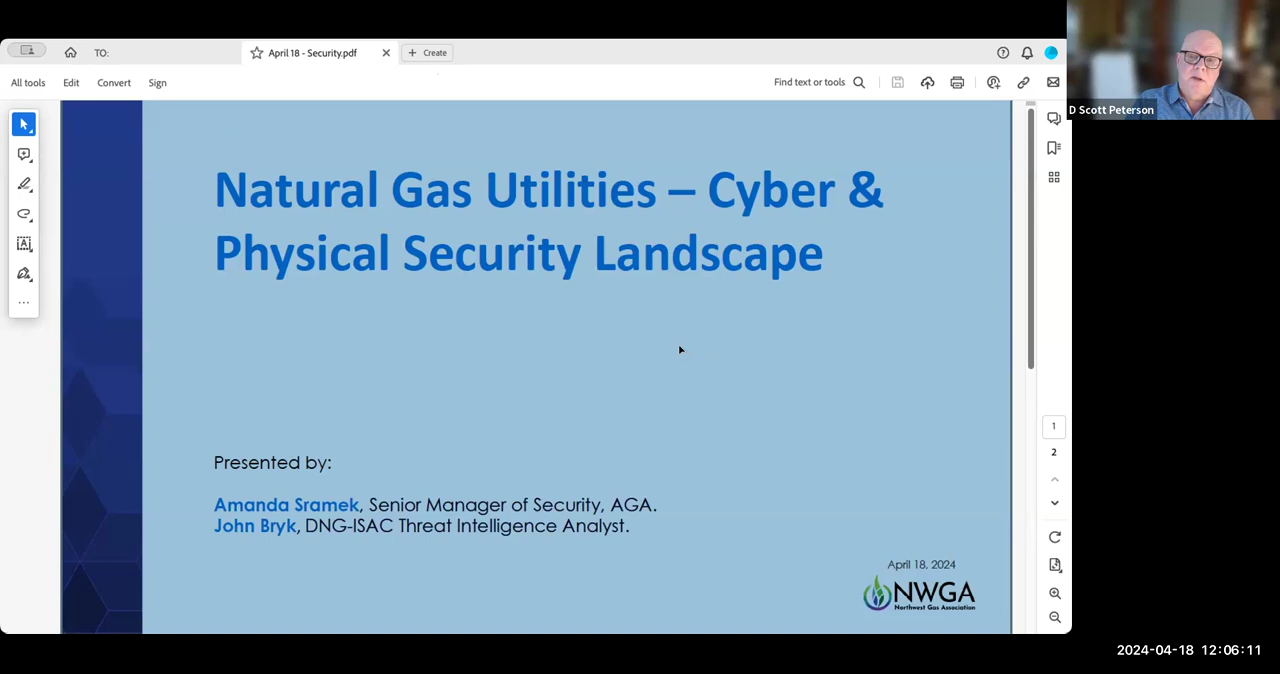 TO:
April 18 - Security.pdf
Create
All tools
Edit
Convert
Sign
Find text or tools
D Scott Peterson
Natural Gas Utilities – Cyber &
Physical Security Landscape
Presented by:
Amanda Sramek, Senior Manager of Security, AGA.
John Bryk, DNG-ISAC Threat Intelligence Analyst.
April 18, 2024
NWGA
Northwest Gas Association
1
2
2024-04-18 12:06:11